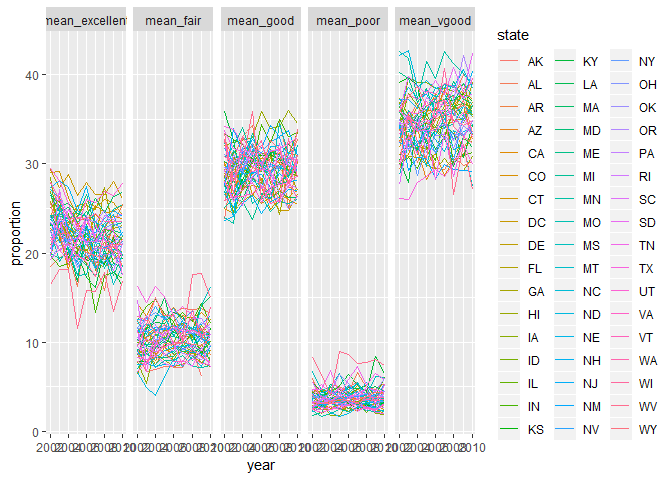 mean_excellent mean_fair mean_good mean_poor mean_vgood
40
30
20
10
0
proportion
year
state
AK KY NY
AL LA OH
AR MA OK
AZ MD OR
CA ME PA
CO MI RI
CT MN SC
DC MO SD
DE MS TN
FL MT TX
GA NC UT
HI ND VA
IA NE VT
ID NH WA
IL NJ WI
IN NM WV
KS NV WY